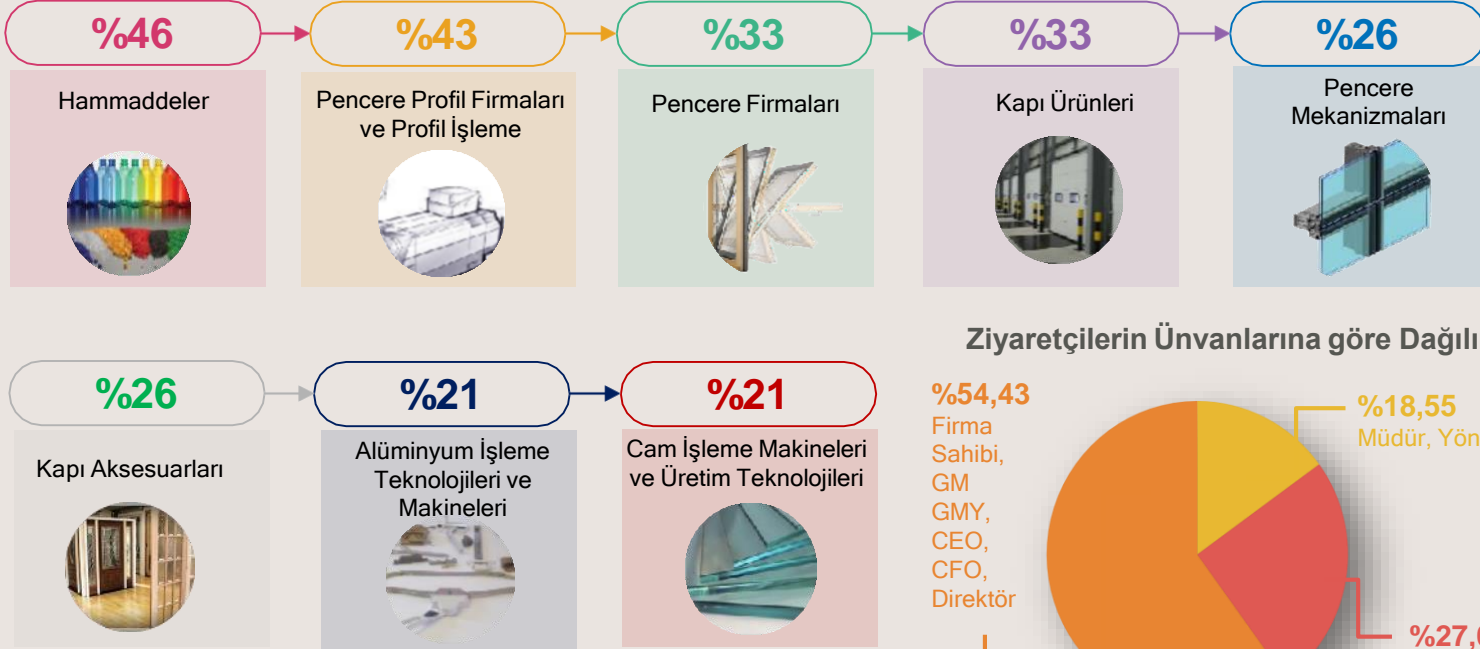 %46
Hammaddeler
%43
Pencere Profil Firmaları
ve Profil İşleme
%33
Pencere Firmaları
%33
Kapı Ürünleri
%26
Pencere
Mekanizmaları
%26
Kapı Aksesuarları
%21
Alüminyum İşleme
Teknolojileri ve
Makineleri
%21
Cam İşleme Makineleri
ve Üretim Teknolojileri
Ziyaretçilerin Ünvanlarına göre
%54,43
Firma
Sahibi,
GM
GMY,
CEO,
CFO,
Direktör
%18,55
Müdür,